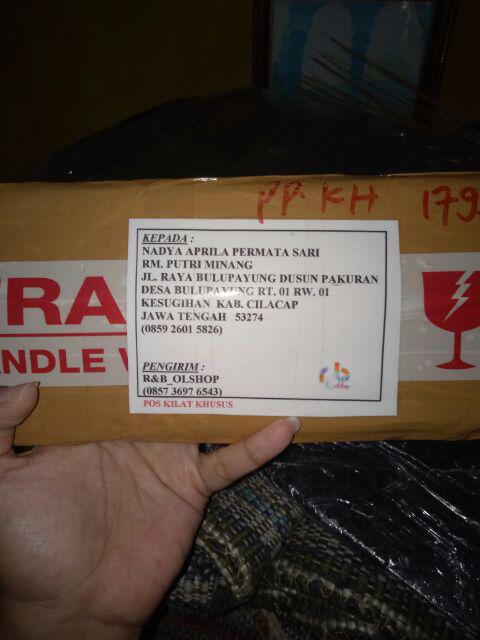 PP KH 179
KEPADA :
NADYA APRILA PERMATA SARI
RM. PUTRI MINANG
JL. RAYA BULUPAYUNG DUSUN PAKURAN
DESA BULUPAYUNG RT. 01 RW. 01
KESUGIHAN KAB. CILACAP
JAWA TENGAH 53274
(0859 2601 5826)
PENGIRIM :
R&B_OLSHOP
(0857 3697 6543)
POS KILAT KHUSUS
RA
ANDLE